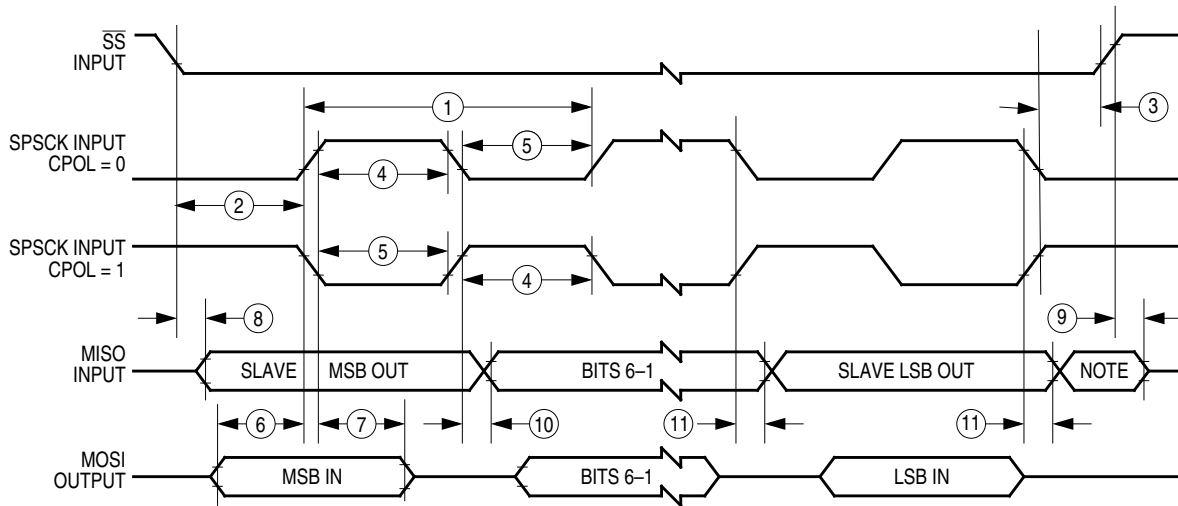 SS
INPUT
1
3
SPSCK INPUT
CPOL = 0
5
4
2
SPSCK INPUT
CPOL = 1
5
4
8
9
MISO
INPUT
SLAVE MSB OUT
BITS 6–1
SLAVE LSB OUT
NOTE
6
7
10
11
11
MOSI
OUTPUT
MSB IN
BITS 6–1
LSB IN